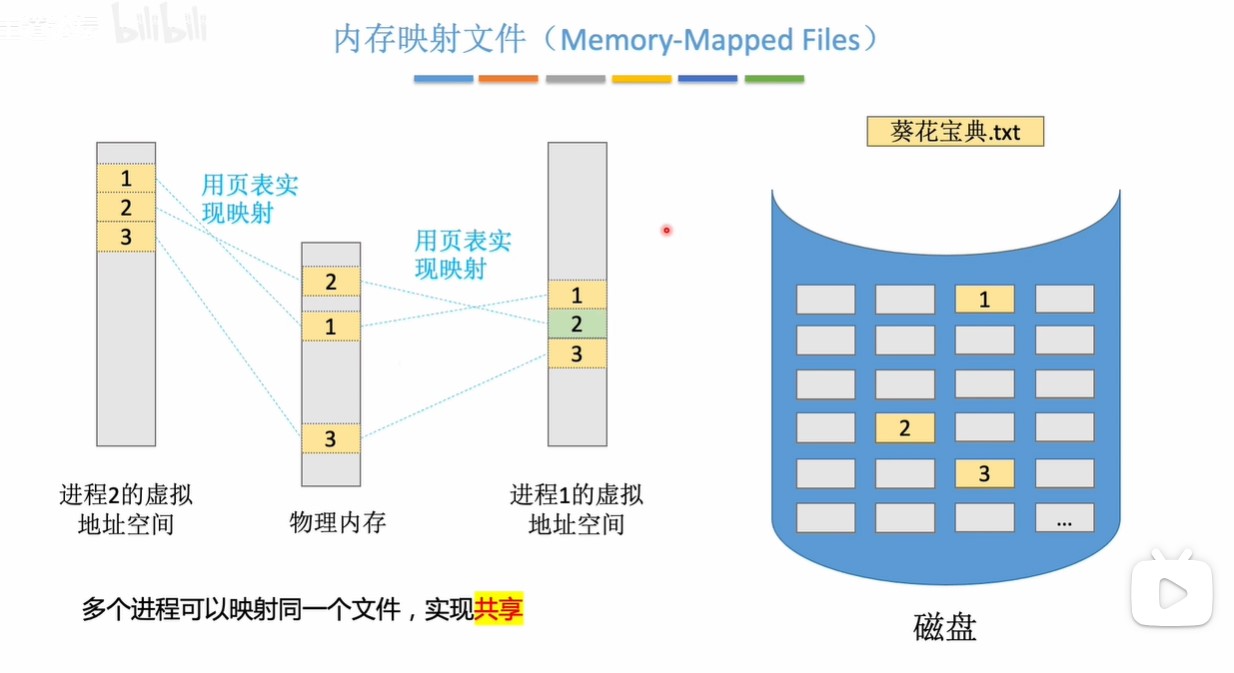 bilibili
内存映射文件（Memory-Mapped Files）
葵花宝典.txt
1
2
3
用页表实
现映射
2
1
3
用页表实
现映射
1
2
3
1
2
3
...
进程2的虚拟
地址空间
物理内存
进程1的虚拟
地址空间
多个进程可以映射同一个文件，实现共享
磁盘